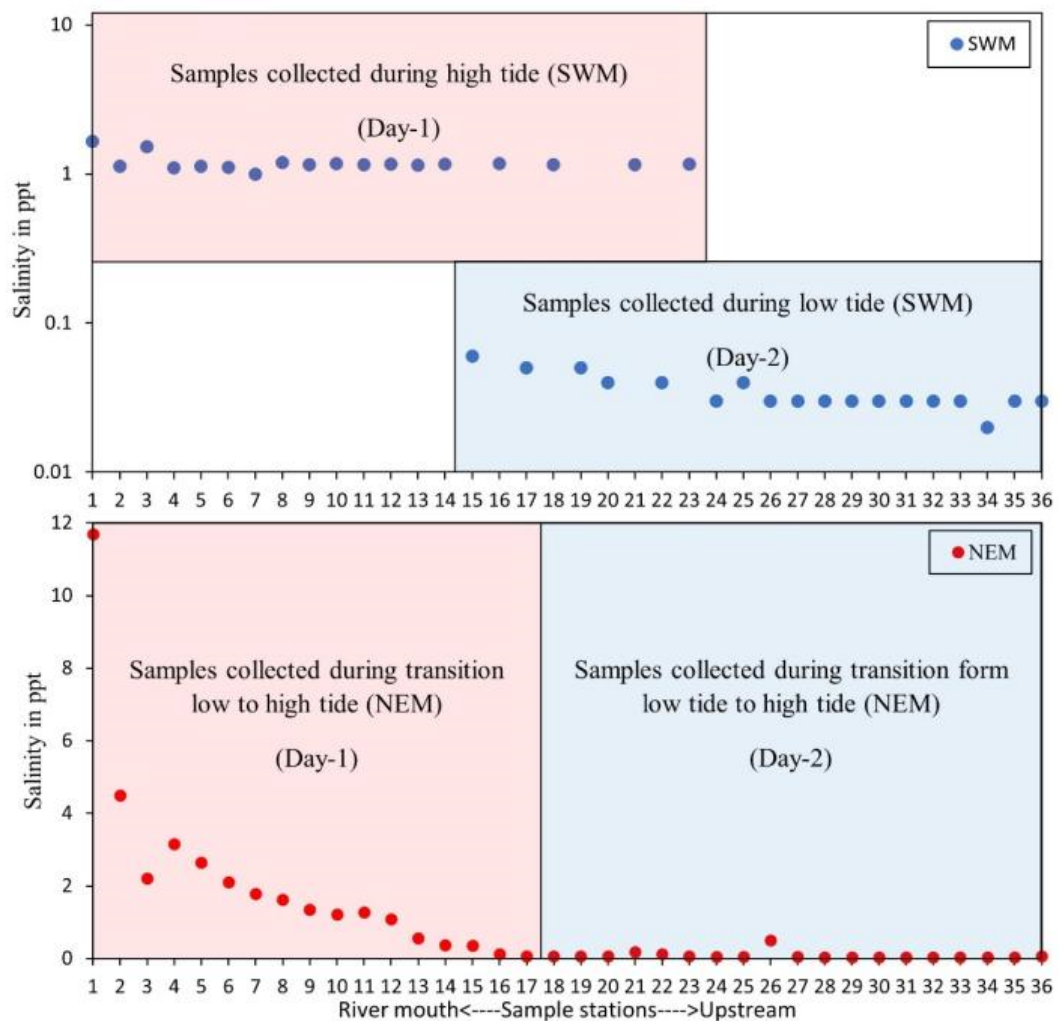 10
SWM
Samples collected during high tide (SWM)
(Day-1)
1
Salinity in ppt
Samples collected during low tide (SWM)
0.1
(Day-2)
0.01
1 2 3 4 5 6 7 8 9 10 11 12 13 14 15 16 17 18 19 20 21 22 23 24 25 26 27 28 29 30 31 32 33 34 35 36
12
NEM
10
8
Samples collected during transition
low to high tide (NEM)
(Day-1)
Samples collected during transition form
low tide to high tide (NEM)
(Day-2)
Salinity in ppt
6
4
2
0
1 2 3 4 5 6 7 8 9 10 11 12 13 14 15 16 17 18 19 20 21 22 23 24 25 26 27 28 29 30 31 32 33 34 35 36
River mouth<----Sample stations---->Upstream